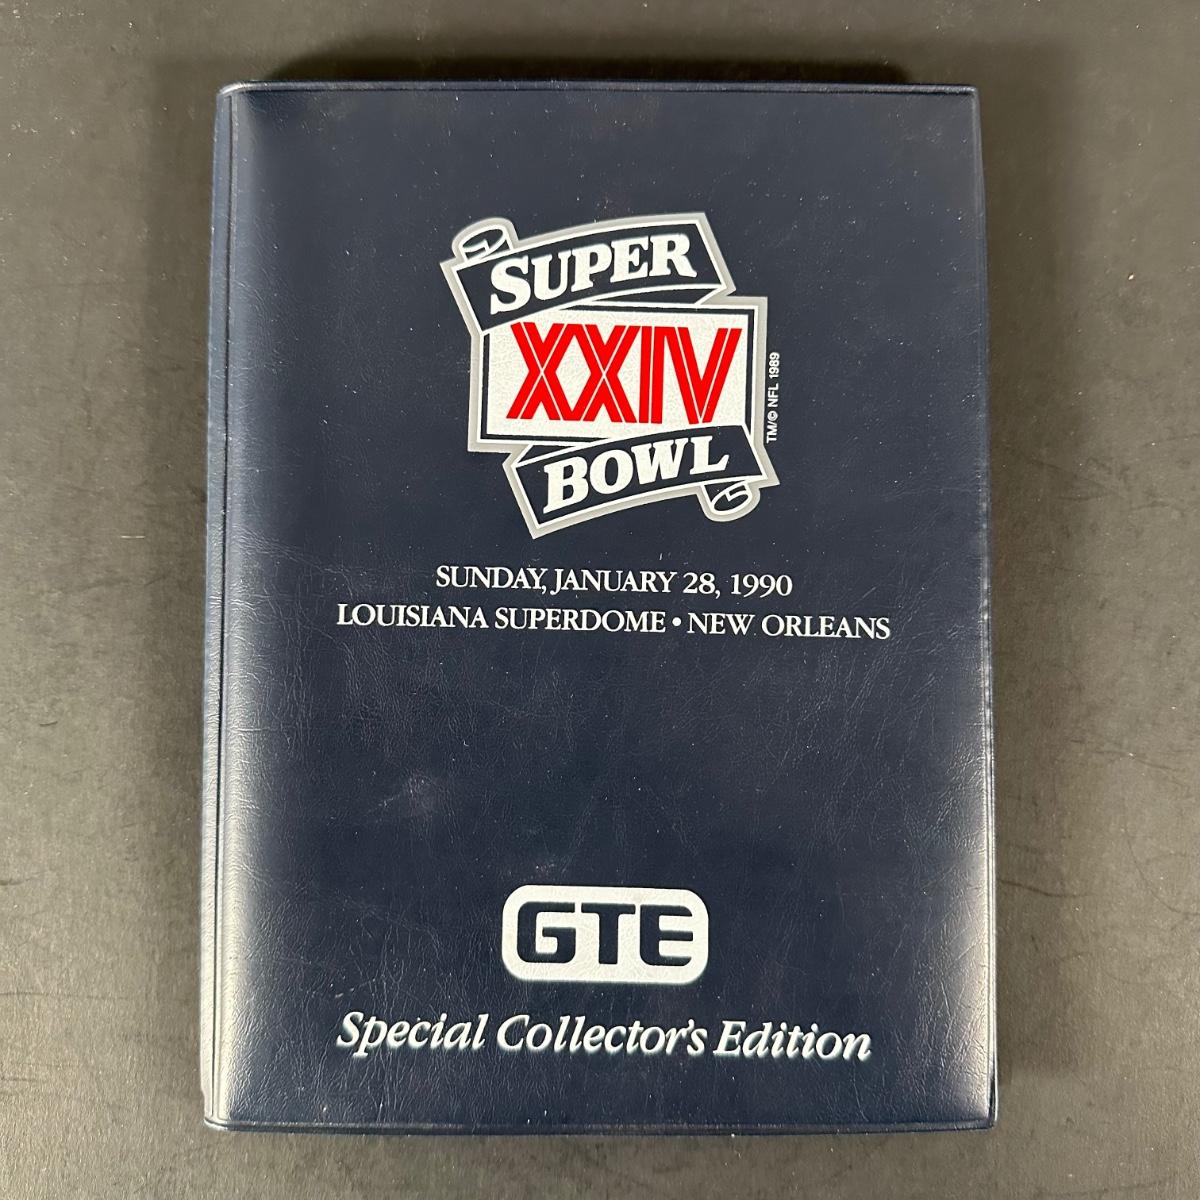 SUPER
XXIV
BOWL
TM/© NFL 1989
SUNDAY, JANUARY 28, 1990
LOUISIANA SUPERDOME • NEW ORLEANS
GTE
Special Collector's Edition